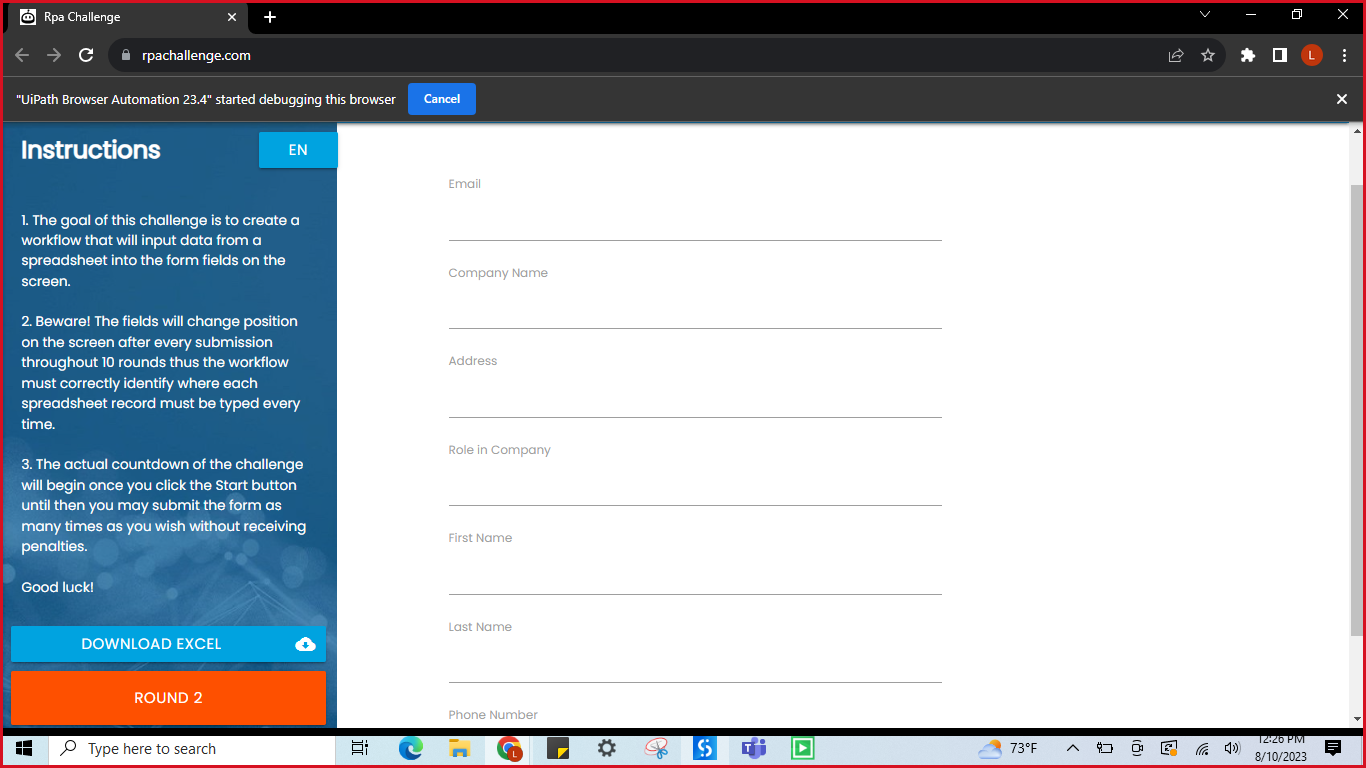 Rpa Challenge
rpachallenge.com
L
"UiPath Browser Automation 23.4" started debugging this browser
Cancel
Instructions
EN
1. The goal of this challenge is to create a
workflow that will input data from a
spreadsheet into the form fields on the
screen.
2. Beware! The fields will change position
on the screen after every submission
throughout 10 rounds thus the workflow
must correctly identify where each
spreadsheet record must be typed every
time.
3. The actual countdown of the challenge
will begin once you click the Start button
until then you may submit the form as
many times as you wish without receiving
penalties.
Good luck!
DOWNLOAD EXCEL
ROUND 2
Email
Company Name
Address
Role in Company
First Name
Last Name
Phone Number
Type here to search
L
73°F
12:26 PM
8/10/2023